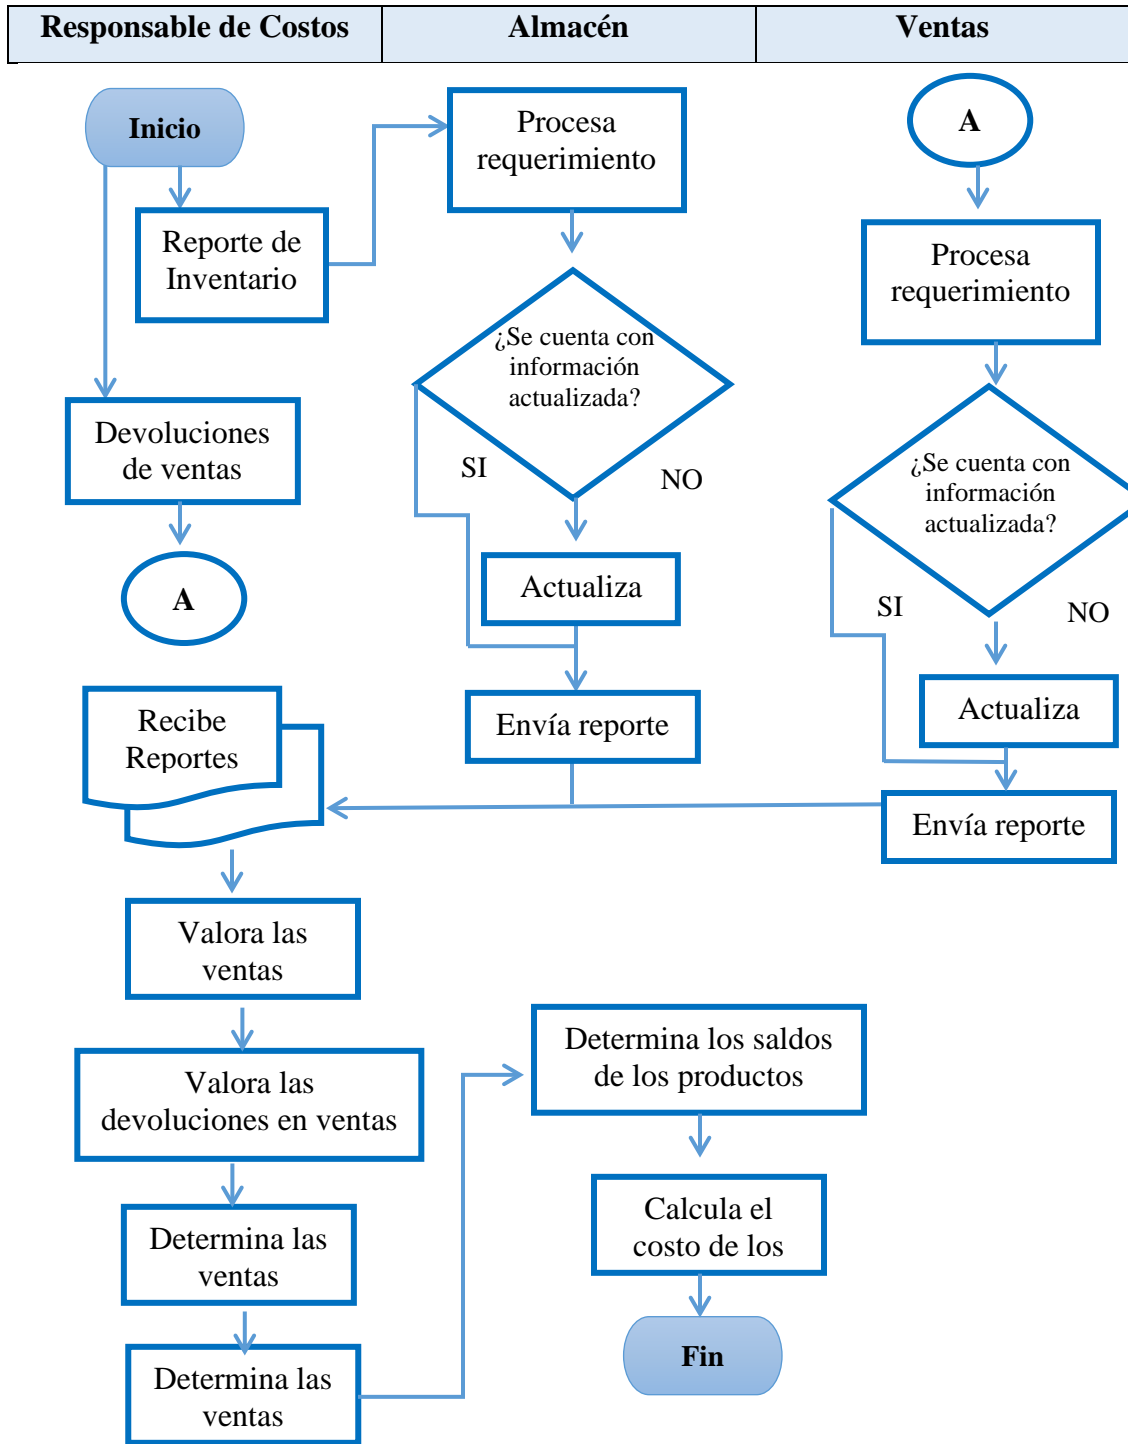 Responsable de Costos
Almacén
Ventas
Inicio
Reporte de
Inventario
Devoluciones
de ventas
A
Procesa
requerimiento
¿Se cuenta con
información
actualizada?
SI
NO
Actualiza
Envía reporte
A
Procesa
requerimiento
¿Se cuenta con
información
actualizada?
SI
NO
Actualiza
Envía reporte
Recibe
Reportes
Valora las
ventas
Valora las
devoluciones en ventas
Determina las
ventas
Determina las
ventas
Determina los saldos
de los productos
Calcula el
costo de los
Fin